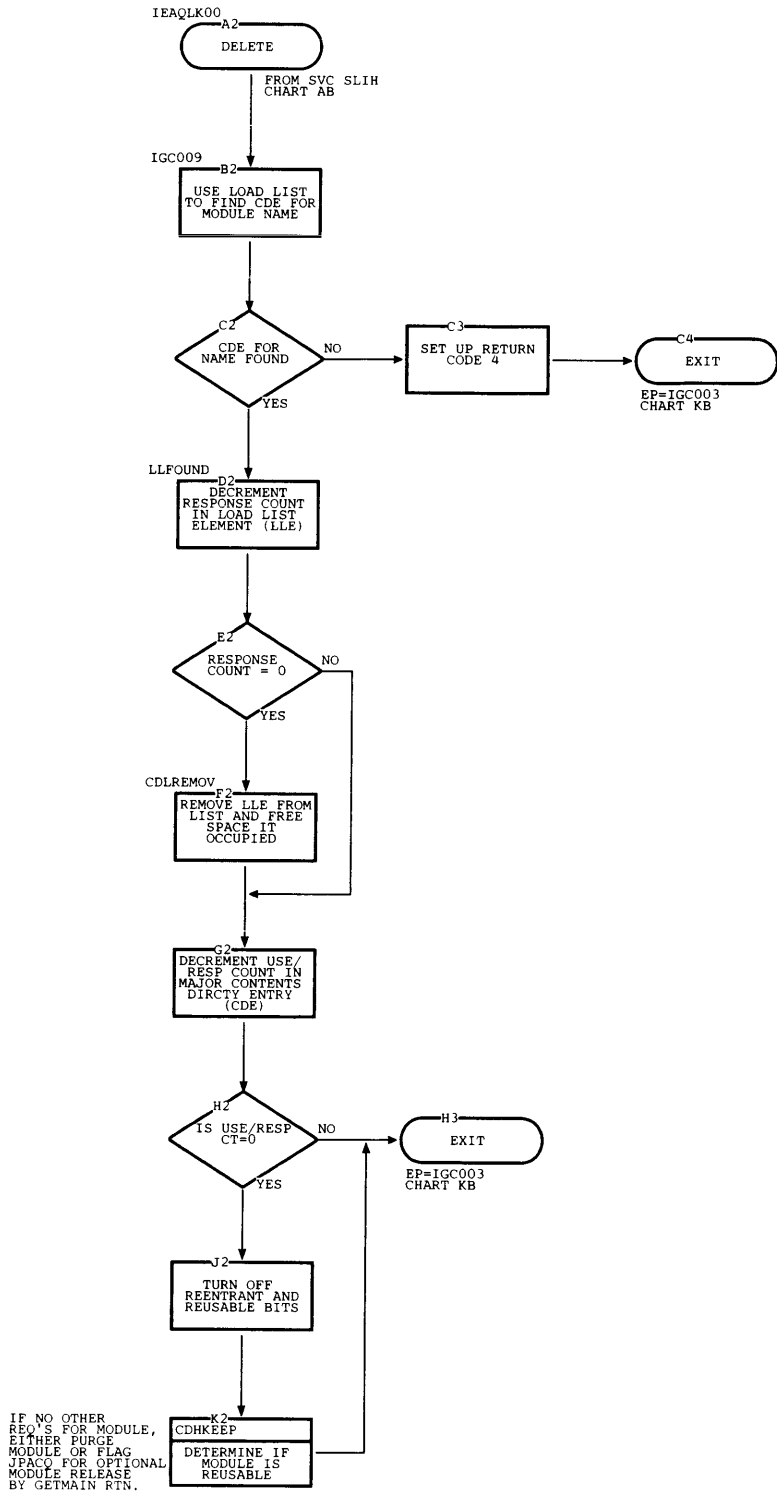 IEAQLK00
A2
DELETE
FROM SVC SLIH
CHART AB
IGC009
B2
USE LOAD LIST
TO FIND CDE FOR
MODULE NAME
C2
CDE FOR
NAME FOUND
NO
YES
C3
SET UP RETURN
CODE 4
C4
EXIT
EP=IGC003
CHART KB
LLFOUND
D2
DECREMENT
RESPONSE COUNT
IN LOAD LIST
ELEMENT (LLE)
E2
RESPONSE
COUNT = 0
NO
YES
CDLREMOV
F2
REMOVE LLE FROM
LIST AND FREE
SPACE IT
OCCUPIED
G2
DECREMENT USE/
RESP COUNT IN
MAJOR CONTENTS
DIRCTY ENTRY
(CDE)
H2
IS USE/RESP
CT=0
NO
YES
H3
EXIT
EP=IGC003
CHART KB
J2
TURN OFF
REENTRANT AND
REUSABLE BITS
IF NO OTHER
REQ'S FOR MODULE,
EITHER PURGE
MODULE OR FLAG
JPACQ FOR OPTIONAL
MODULE RELEASE
BY GETMAIN RTN.
K2
CDHKEEP
DETERMINE IF
MODULE IS
REUSABLE